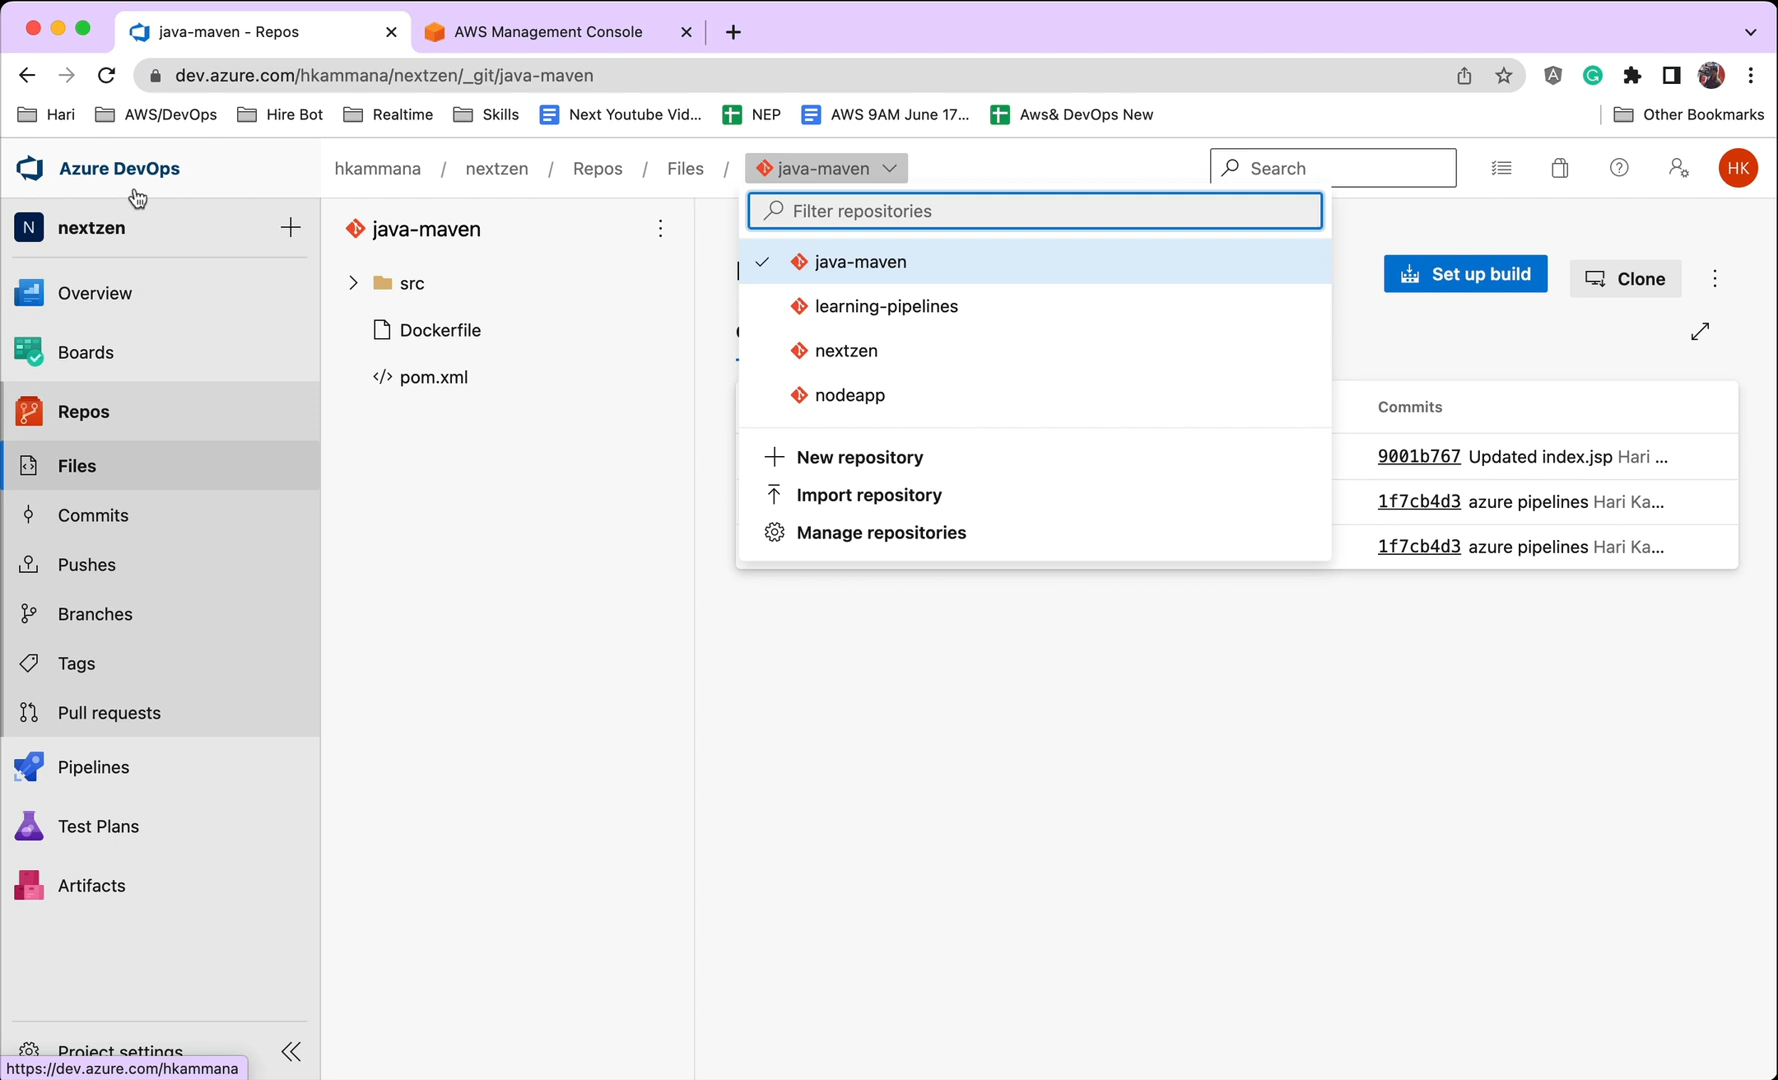 java-maven - Repos
AWS Management Console
dev.azure.com/hkammana/nextzen/_git/java-maven
Hari
AWS/DevOps
Hire Bot
Realtime
Skills
Next Youtube Vid...
NEP
AWS 9AM June 17...
Aws& DevOps New
Other Bookmarks
Azure DevOps
hkammana / nextzen / Repos / Files / java-maven
Search
HK
N nextzen
Overview
Boards
Repos
Files
Commits
Pushes
Branches
Tags
Pull requests
Pipelines
Test Plans
Artifacts
Project settings
https://dev.azure.com/hkammana
java-maven
src
Dockerfile
pom.xml
Filter repositories
java-maven
learning-pipelines
nextzen
nodeapp
New repository
Import repository
Manage repositories
Set up build
Clone
Commits
9001b767 Updated index.jsp Hari ...
1f7cb4d3 azure pipelines Hari Ka...
1f7cb4d3 azure pipelines Hari Ka...